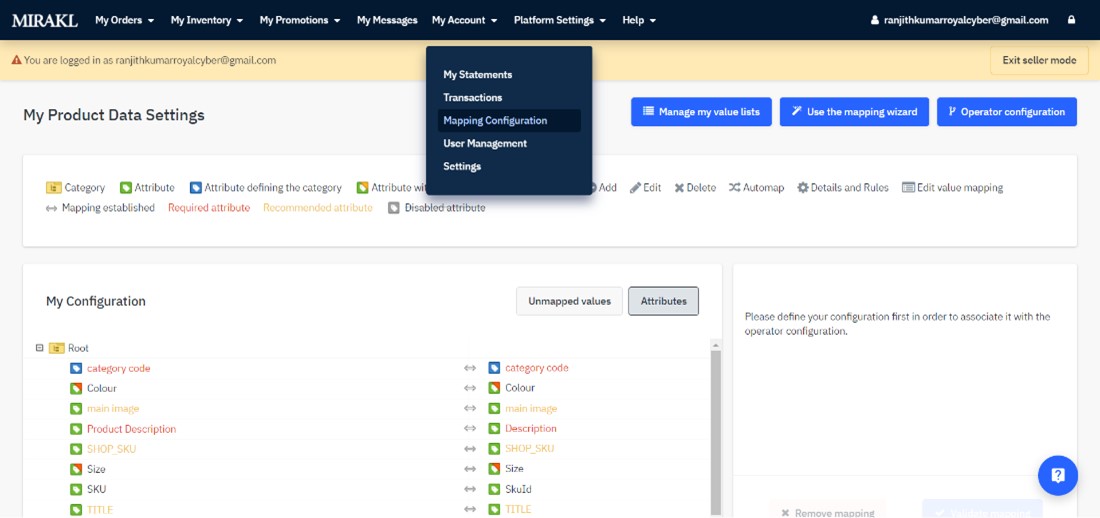 MIRAKL My Orders My Inventory My Promotions My Messages My Account Platform Settings Help ranjithkumarroyalcyber@gmail.com
You are logged in as ranjithkumarroyalcyber@gmail.com Exit seller mode
My Statements
Transactions
Mapping Configuration
User Management
Settings
My Product Data Settings Manage my value lists Use the mapping wizard Operator configuration
Category Attribute Attribute defining the category Attribute Add Edit Delete Automap Details and Rules Edit value mapping
Mapping established Required attribute Recommended attribute Disabled attribute
My Configuration Unmapped values Attributes
Please define your configuration first in order to associate it with the
operator configuration.
Root
category code category code
Colour Colour
main image main image
Product Description Description
SHOP_SKU SHOP_SKU
Size Size
SKU SkuId
TITLE TITLE
Remove mapping Validate mapping